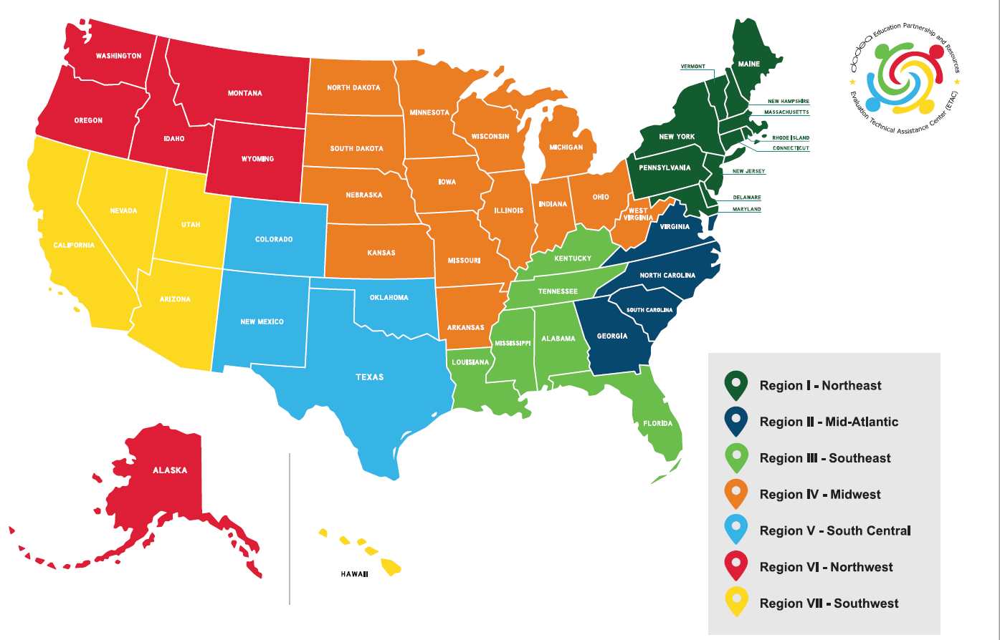 WASHINGTON
OREGON
IDAHO
MONTANA
WYOMING
NORTH DAKOTA
SOUTH DAKOTA
NEBRASKA
KANSAS
MINNESOTA
IOWA
MISSOURI
ARKANSAS
WISCONSIN
ILLINOIS
MICHIGAN
INDIANA
OHIO
WEST
VIRGINIA
VERMONT
MAINE
NEW HAMPSHIRE
MASSACHUSETTS
RHODE ISLAND
CONNECTICUT
NEW YORK
PENNSYLVANIA
NEW JERSEY
DELAWARE
MARYLAND
VIRGINIA
NORTH CAROLINA
SOUTH CAROLINA
GEORGIA
KENTUCKY
TENNESSEE
MISSISSIPPI
ALABAMA
LOUISIANA
FLORIDA
COLORADO
NEW MEXICO
OKLAHOMA
TEXAS
CALIFORNIA
NEVADA
UTAH
ARIZONA
ALASKA
HAWAII
dodea Education Partnership and Resources
Evaluation Technical Assistance Center (ETAC)
Region I - Northeast
Region II - Mid-Atlantic
Region III - Southeast
Region IV - Midwest
Region V - South Central
Region VI - Northwest
Region VII - Southwest